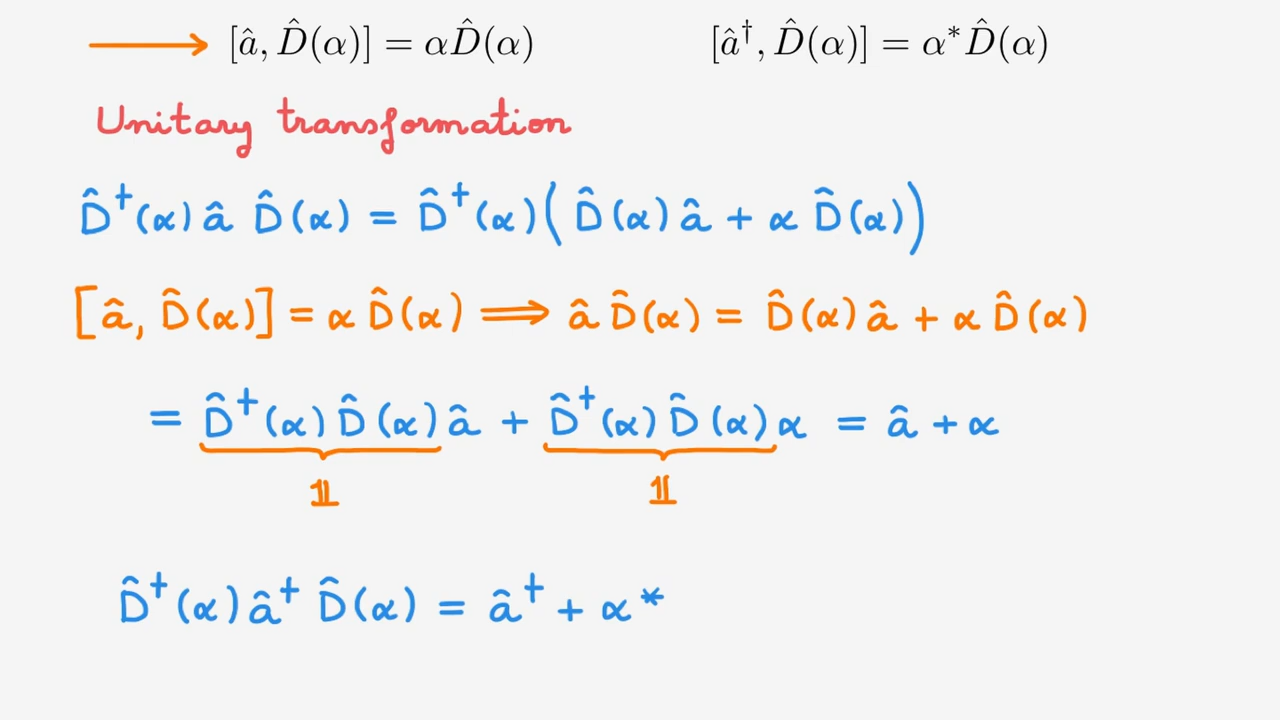 [â, D̂(α)] = αD̂(α) [â†, D̂(α)] = α*D̂(α)
Unitary transformation
D̂†(α) â D̂(α) = D̂†(α)(D̂(α) â + α D̂(α))
[â, D̂(α)] = α D̂(α) ⟹ â D̂(α) = D̂(α) â + α D̂(α)
= D̂†(α) D̂(α) â + D̂†(α) D̂(α) α = â + α
𝟙 𝟙
D̂†(α) â† D̂(α) = â† + α*